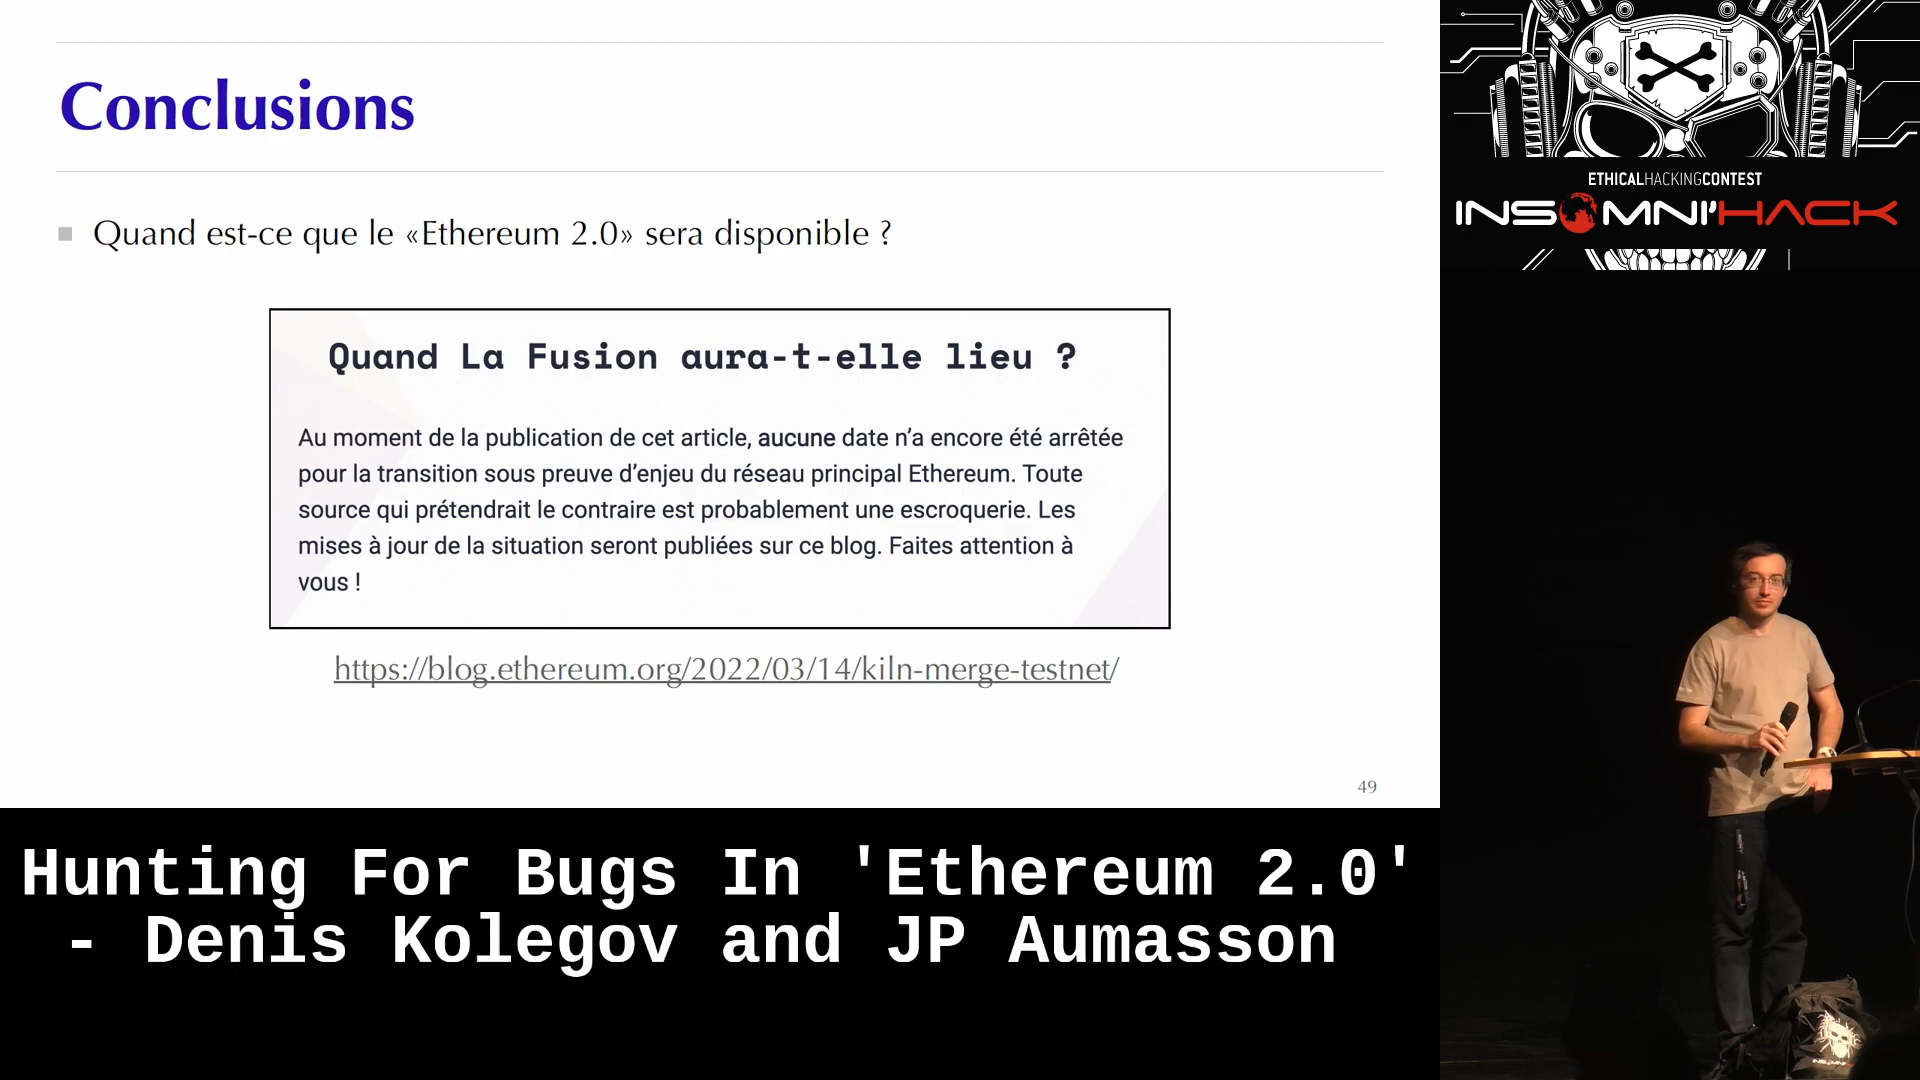 Conclusions
Quand est-ce que le «Ethereum 2.0» sera disponible ?
Quand La Fusion aura-t-elle lieu ?
Au moment de la publication de cet article, aucune date n’a encore été arrêtée
pour la transition sous preuve d’enjeu du réseau principal Ethereum. Toute
source qui prétendrait le contraire est probablement une escroquerie. Les
mises à jour de la situation seront publiées sur ce blog. Faites attention à
vous !
https://blog.ethereum.org/2022/03/14/kiln-merge-testnet/
49
ETHICALHACKINGCONTEST
INSOMNI'HACK
Hunting For Bugs In 'Ethereum 2.0'
- Denis Kolegov and JP Aumasson